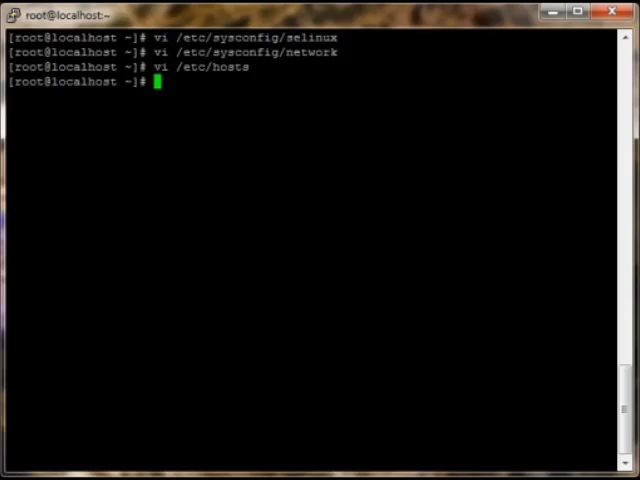 root@localhost:~
[root@localhost ~]# vi /etc/sysconfig/selinux
[root@localhost ~]# vi /etc/sysconfig/network
[root@localhost ~]# vi /etc/hosts
[root@localhost ~]#